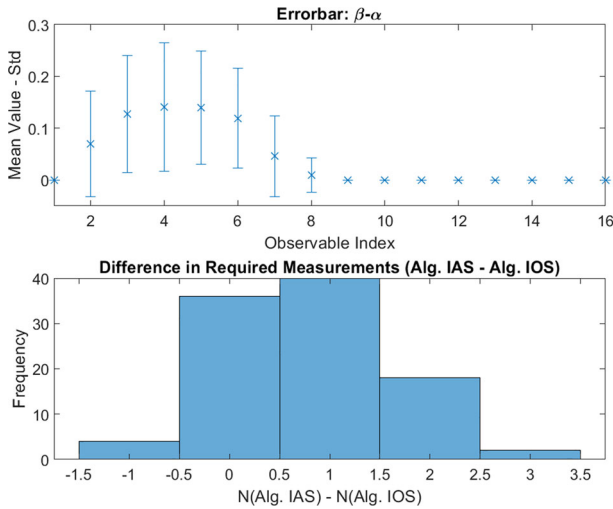 Errorbar: β-α
Mean Value - Std
0.3
0.2
0.1
0
2 4 6 8 10 12 14 16
Observable Index
Difference in Required Measurements (Alg. IAS - Alg. IOS)
Frequency
40
30
20
10
0
-1.5 -1 -0.5 0 0.5 1 1.5 2 2.5 3 3.5
N(Alg. IAS) - N(Alg. IOS)